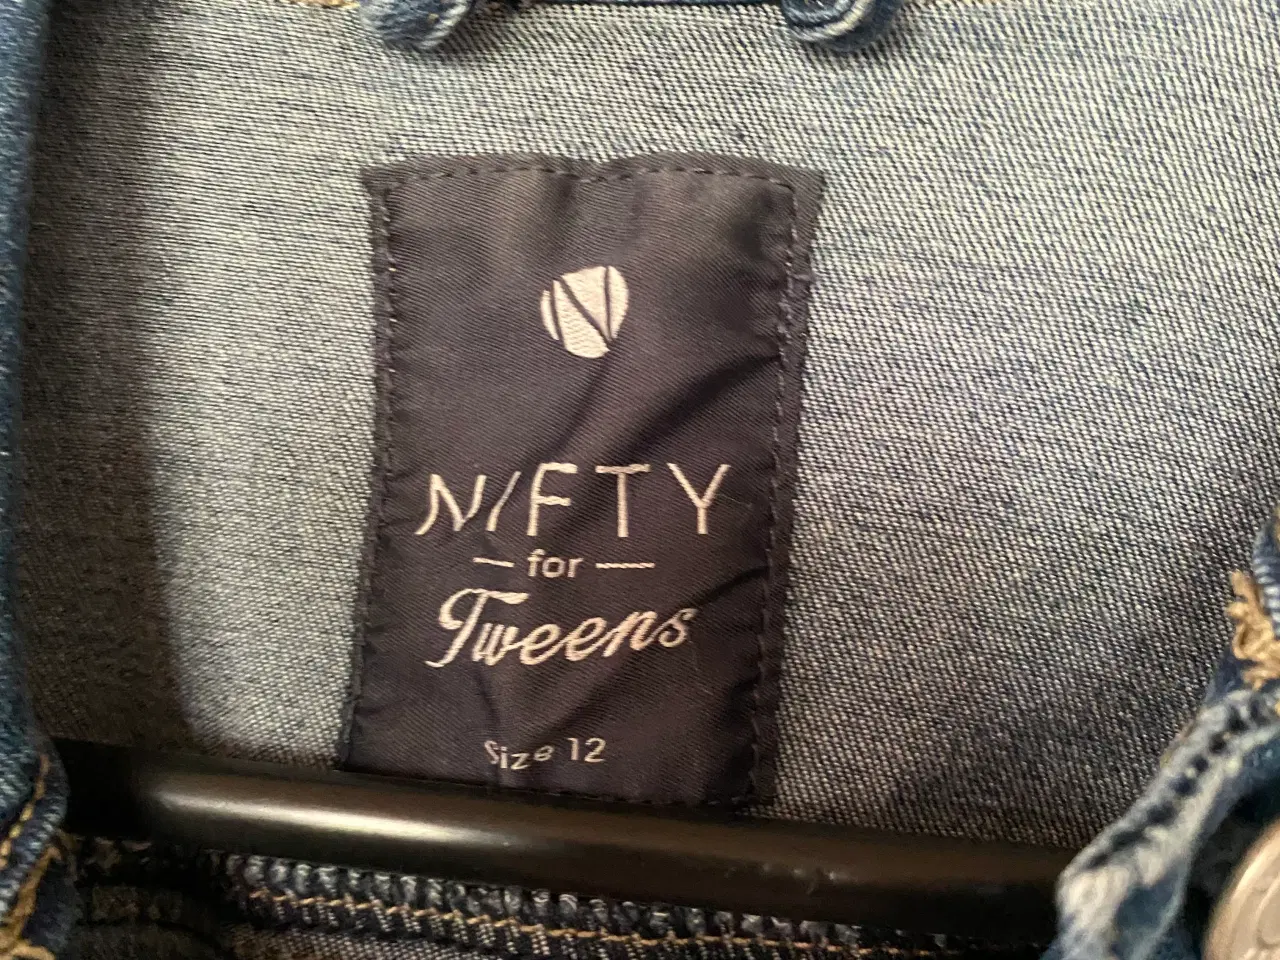 N
NIFTY
— for —
Tweens
Size 12